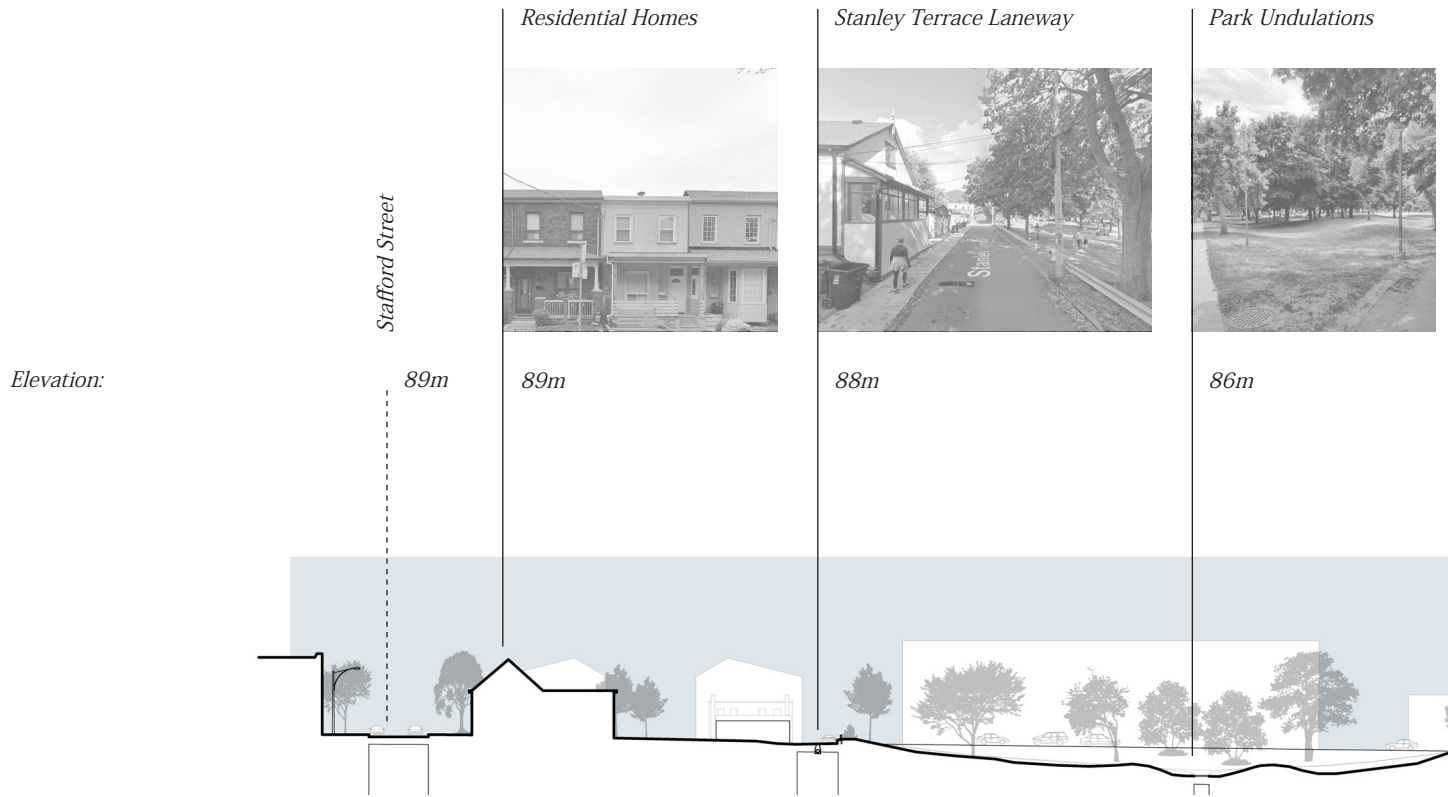 Residential Homes
Stanley Terrace Laneway
Park Undulations
Stafford Street
Elevation:
89m
89m
88m
86m